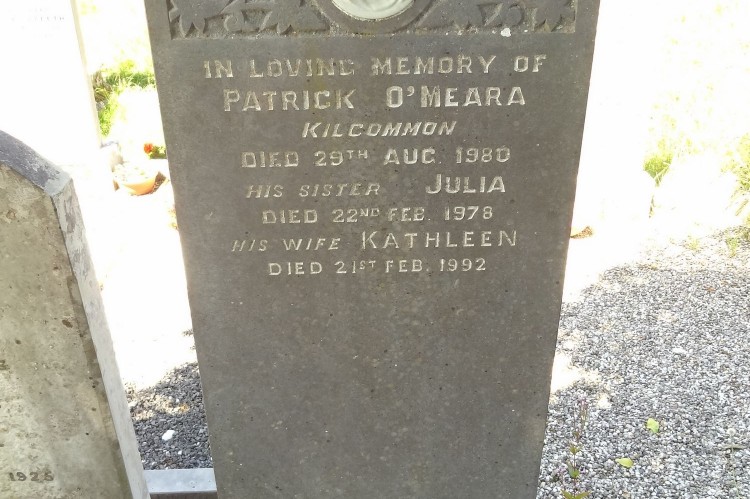 IN LOVING MEMORY OF
PATRICK O'MEARA
KILCOMMON
DIED 29TH AUG. 1980
HIS SISTER JULIA
DIED 22ND FEB. 1978
HIS WIFE KATHLEEN
DIED 21ST FEB. 1992
1925